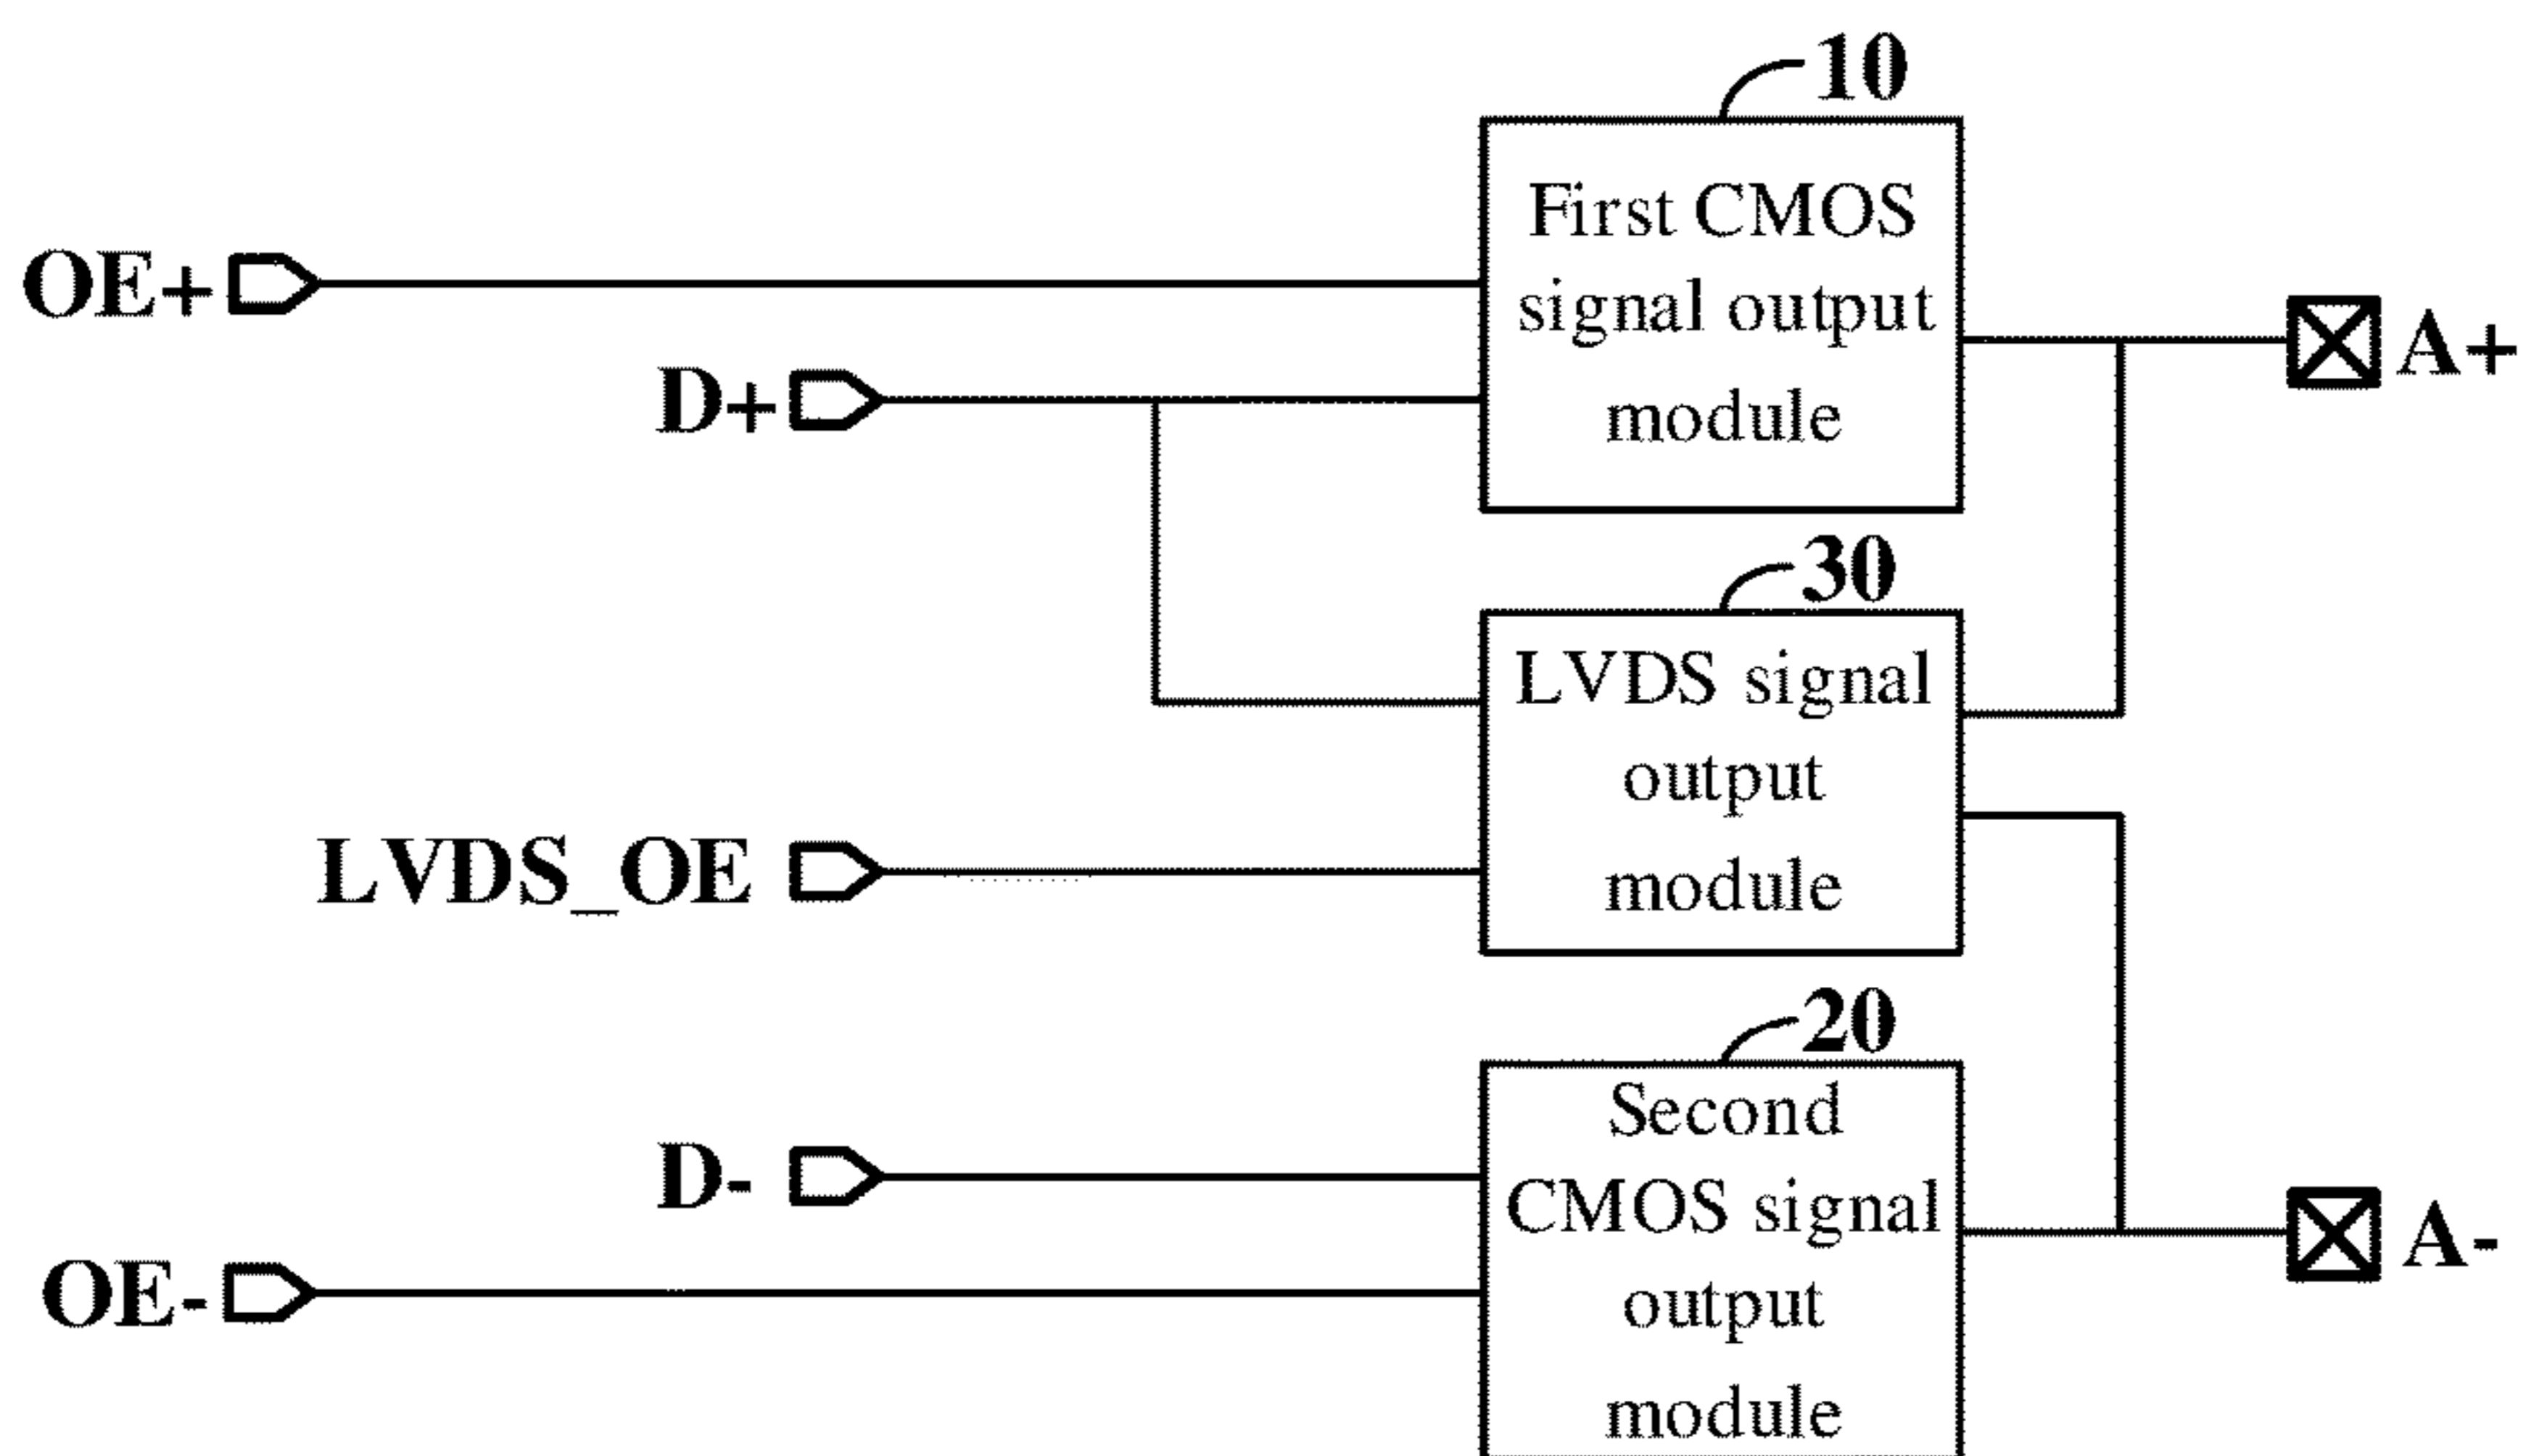 10
First CMOS
signal output
module
OE+
D+
A+
30
LVDS signal
output
module
LVDS_OE
20
Second
CMOS signal
output
module
D-
OE-
A-